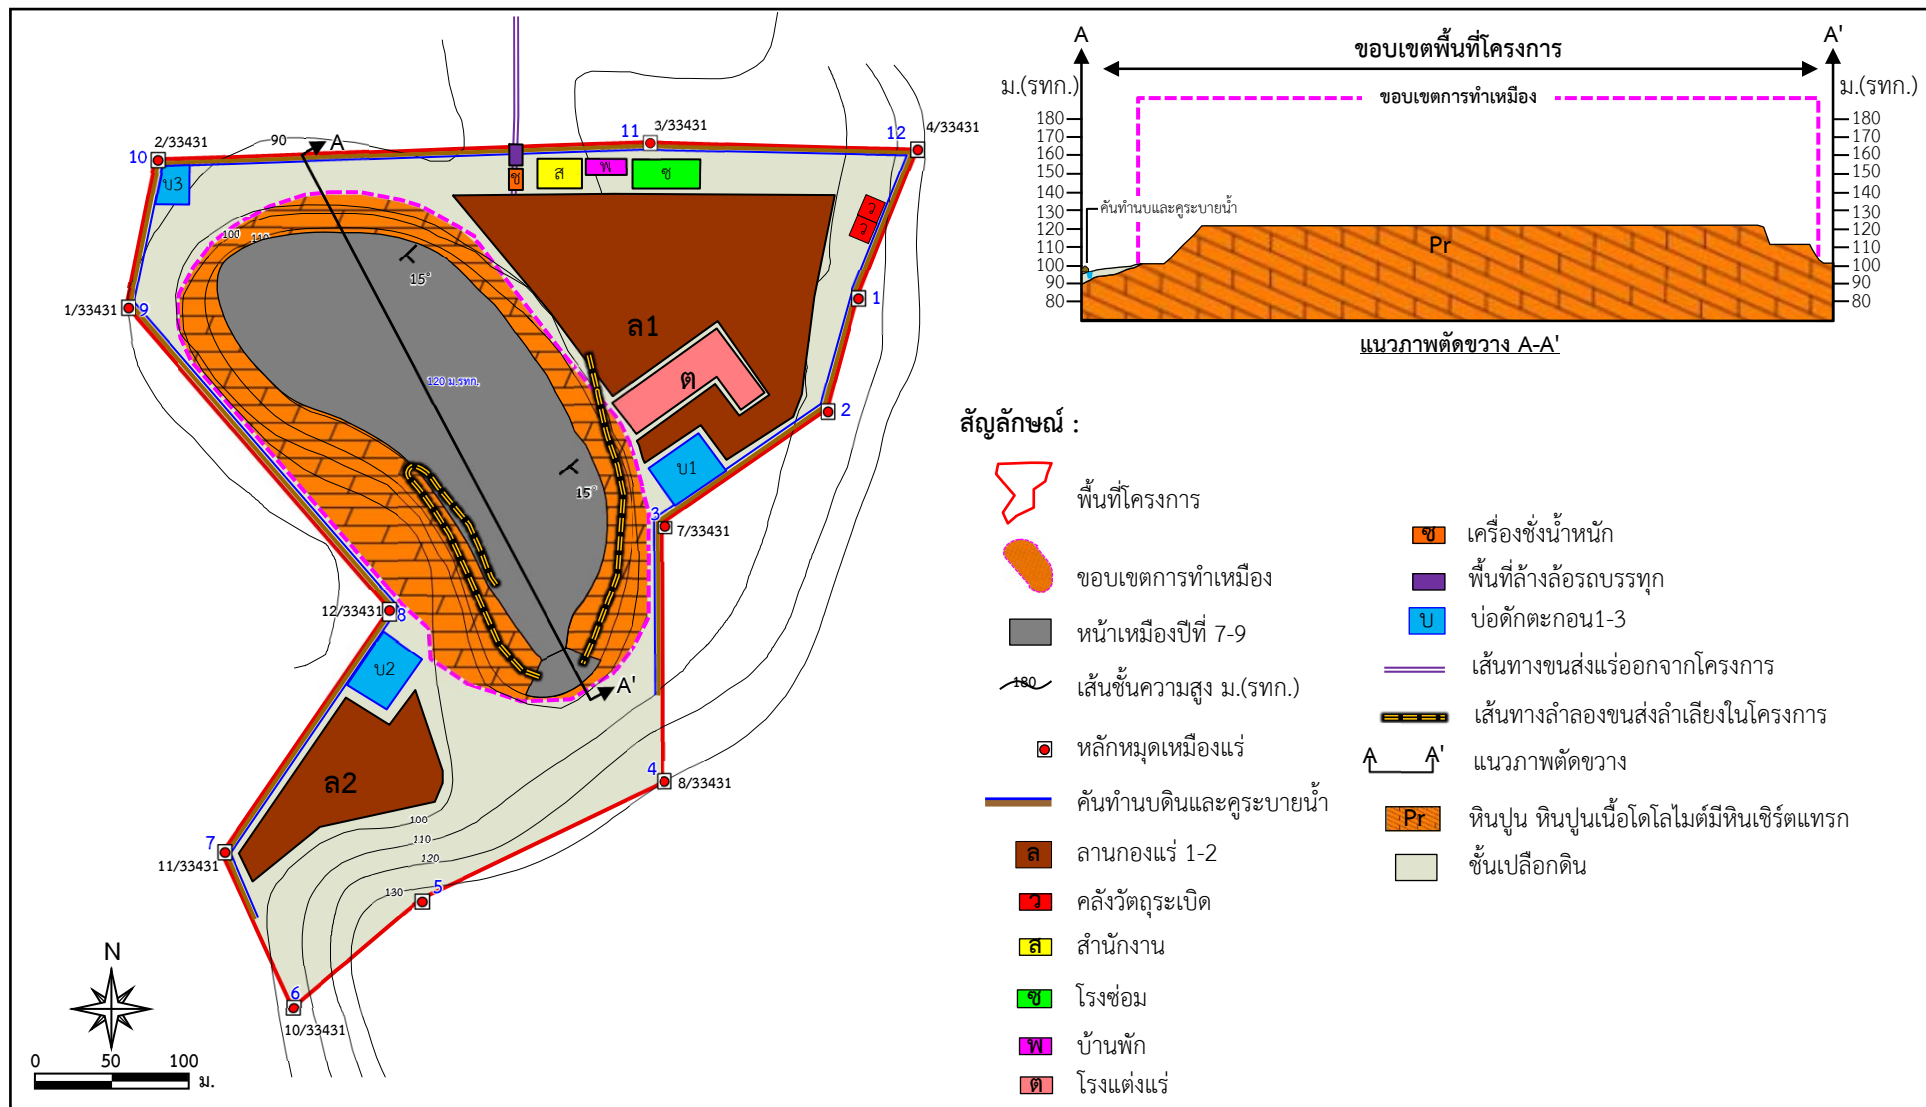 2/33431
10
90
A
11
3/33431
12
4/33431
บ3
ช
ส
พ
ซ
ว
ว
100
110
15°
1/33431
9
1
ล1
120 ม.รทก.
ต
2
บ1
15°
3
7/33431
12/33431
8
บ2
A'
ล2
4
8/33431
7
11/33431
100
110
120
130
5
6
10/33431
N
0 50 100
ม.
A
A'
ขอบเขตพื้นที่โครงการ
ม.(รทก.)
ม.(รทก.)
ขอบเขตการทำเหมือง
180 180
170 170
160 160
150 150
140 140
130 130
120 120
110 110
100 100
90 90
80 80
คันทำนบและคูระบายน้ำ
Pr
แนวภาพตัดขวาง A-A'
สัญลักษณ์ :
พื้นที่โครงการ
ขอบเขตการทำเหมือง
หน้าเหมืองปีที่ 7-9
180 เส้นชั้นความสูง ม.(รทก.)
หลักหมุดเหมืองแร่
คันทำนบดินและคูระบายน้ำ
ล ลานกองแร่ 1-2
ว คลังวัตถุระเบิด
ส สำนักงาน
ซ โรงซ่อม
พ บ้านพัก
ต โรงแต่งแร่
ช เครื่องชั่งน้ำหนัก
พื้นที่ล้างล้อรถบรรทุก
บ บ่อดักตะกอน1-3
เส้นทางขนส่งแร่ออกจากโครงการ
เส้นทางลำลองขนส่งลำเลียงในโครงการ
A A' แนวภาพตัดขวาง
Pr หินปูน หินปูนเนื้อโดโลไมต์มีหินเชิร์ตแทรก
ชั้นเปลือกดิน